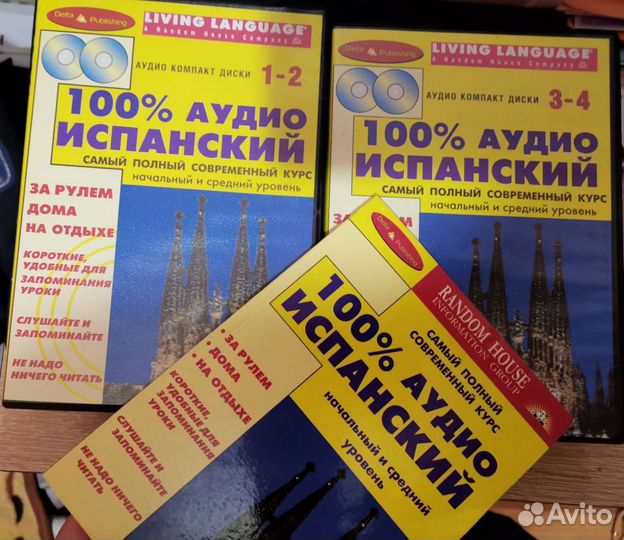 Delta Publishing
LIVING LANGUAGE®
A Random House Company
АУДИО КОМПАКТ ДИСКИ 1-2
100% АУДИО
ИСПАНСКИЙ
САМЫЙ ПОЛНЫЙ СОВРЕМЕННЫЙ КУРС
начальный и средний уровень
ЗА РУЛЕМ
ДОМА
НА ОТДЫХЕ
КОРОТКИЕ,
УДОБНЫЕ ДЛЯ
ЗАПОМИНАНИЯ
УРОКИ
СЛУШАЙТЕ И
ЗАПОМИНАЙТЕ
НЕ НАДО
НИЧЕГО ЧИТАТЬ
Delta Publishing
LIVING LANGUAGE®
A Random House Company
АУДИО КОМПАКТ ДИСКИ 3-4
100% АУДИО
ИСПАНСКИЙ
САМЫЙ ПОЛНЫЙ СОВРЕМЕННЫЙ КУРС
начальный и средний уровень
ЗА РУЛЕМ
Delta Publishing
RANDOM HOUSE
INFORMATION GROUP
100% АУДИО
ИСПАНСКИЙ
САМЫЙ ПОЛНЫЙ
СОВРЕМЕННЫЙ КУРС
начальный и средний
уровень
• ЗА РУЛЕМ
• ДОМА
• НА ОТДЫХЕ
КОРОТКИЕ,
УДОБНЫЕ ДЛЯ
ЗАПОМИНАНИЯ
УРОКИ
СЛУШАЙТЕ И
ЗАПОМИНАЙТЕ
НЕ НАДО НИЧЕГО
ЧИТАТЬ
Avito